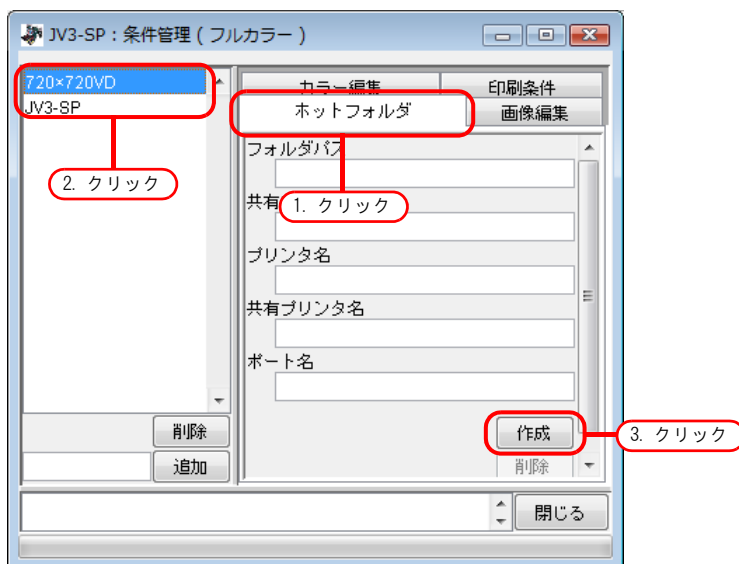 JV3-SP：条件管理 ( フルカラー )
720×720VD
JV3-SP
2. クリック
カラー編集
印刷条件
ホットフォルダ
画像編集
フォルダパス
共有
1. クリック
プリンタ名
共有プリンタ名
ポート名
削除
追加
作成
3. クリック
削除
閉じる